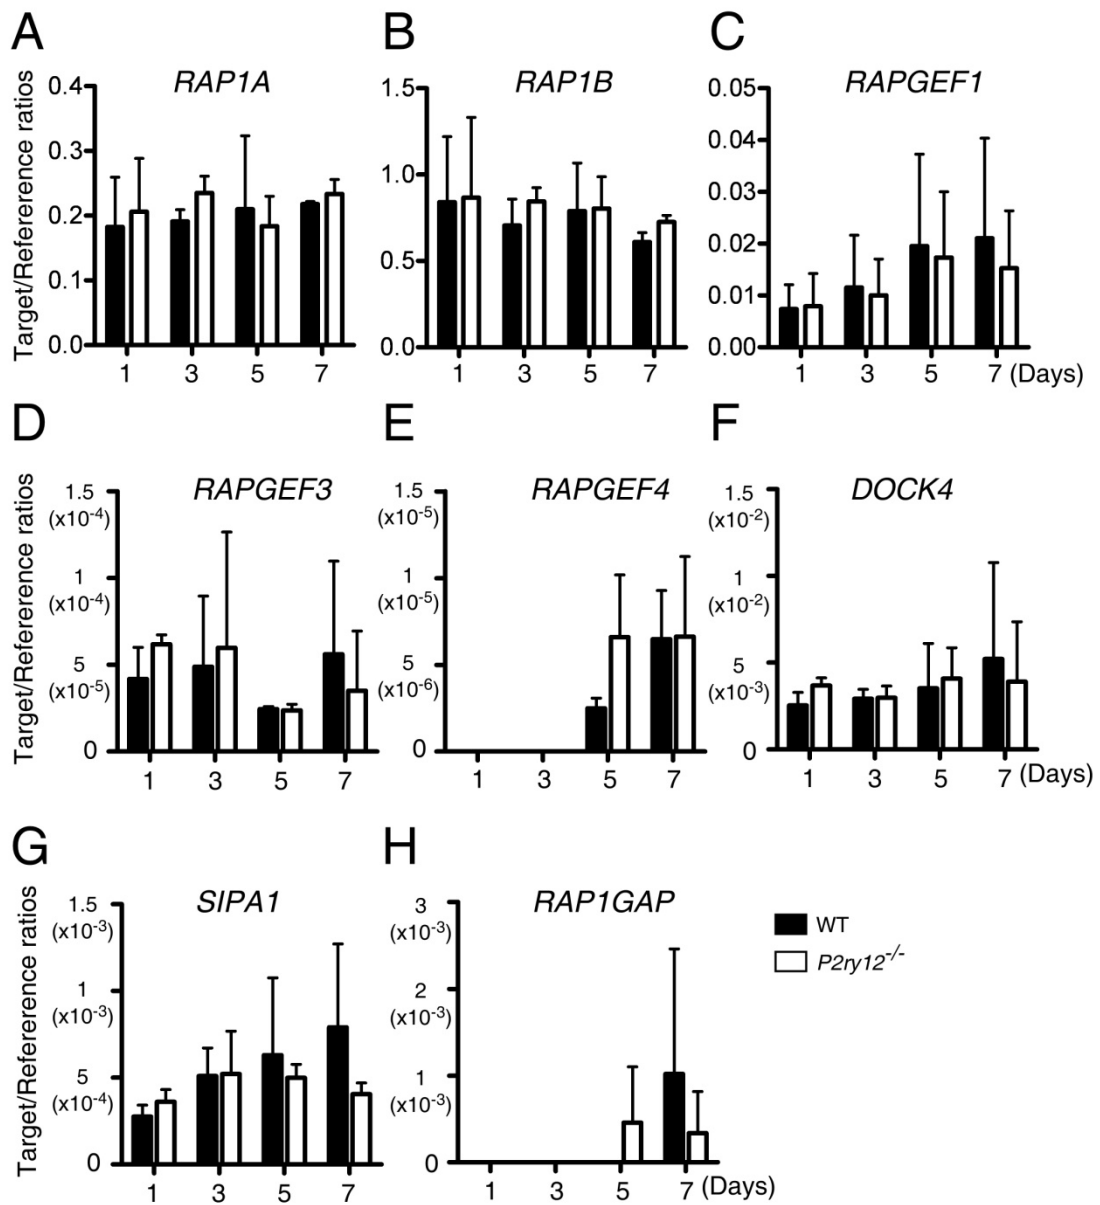 A
B
C
RAP1A
RAP1B
RAPGEF1
Target/Refererence ratios
0.4
0.3
0.2
0.1
0.0
1 3 5 7
1.5
1.0
0.5
0.0
1 3 5 7
0.05
0.04
0.03
0.02
0.01
0.00
1 3 5 7 (Days)
D
E
F
RAPGEF3
RAPGEF4
DOCK4
Target/Refererence ratios
1.5
(x10-4)
1
(x10-4)
5
(x10-5)
0
1 3 5 7
1.5
(x10-5)
1
(x10-5)
5
(x10-6)
0
1 3 5 7
1.5
(x10-2)
1
(x10-2)
5
(x10-3)
0
1 3 5 7 (Days)
G
H
SIPA1
RAP1GAP
Target/Refererence ratios
1.5
(x10-3)
1
(x10-3)
5
(x10-4)
0
1 3 5 7
3
(x10-3)
2
(x10-3)
1
(x10-3)
0
1 3 5 7 (Days)
WT
P2ry12-/-